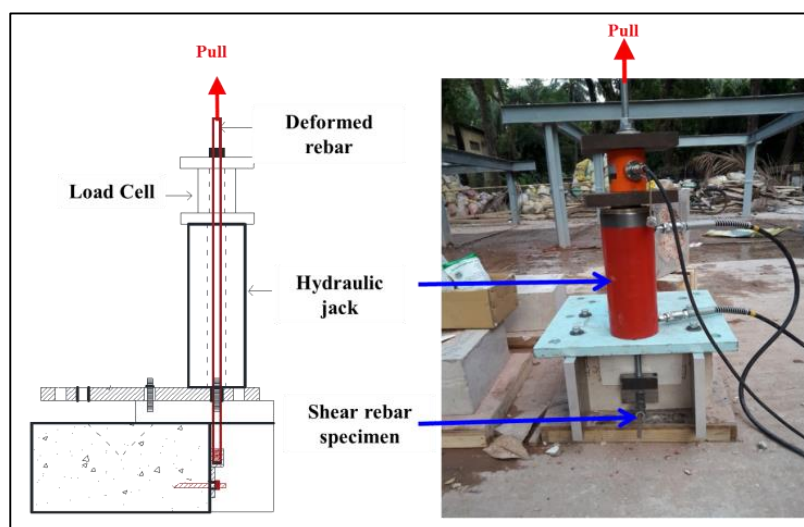 Pull
Deformed
rebar
Load Cell
Hydraulic
jack
Shear rebar
specimen
Pull